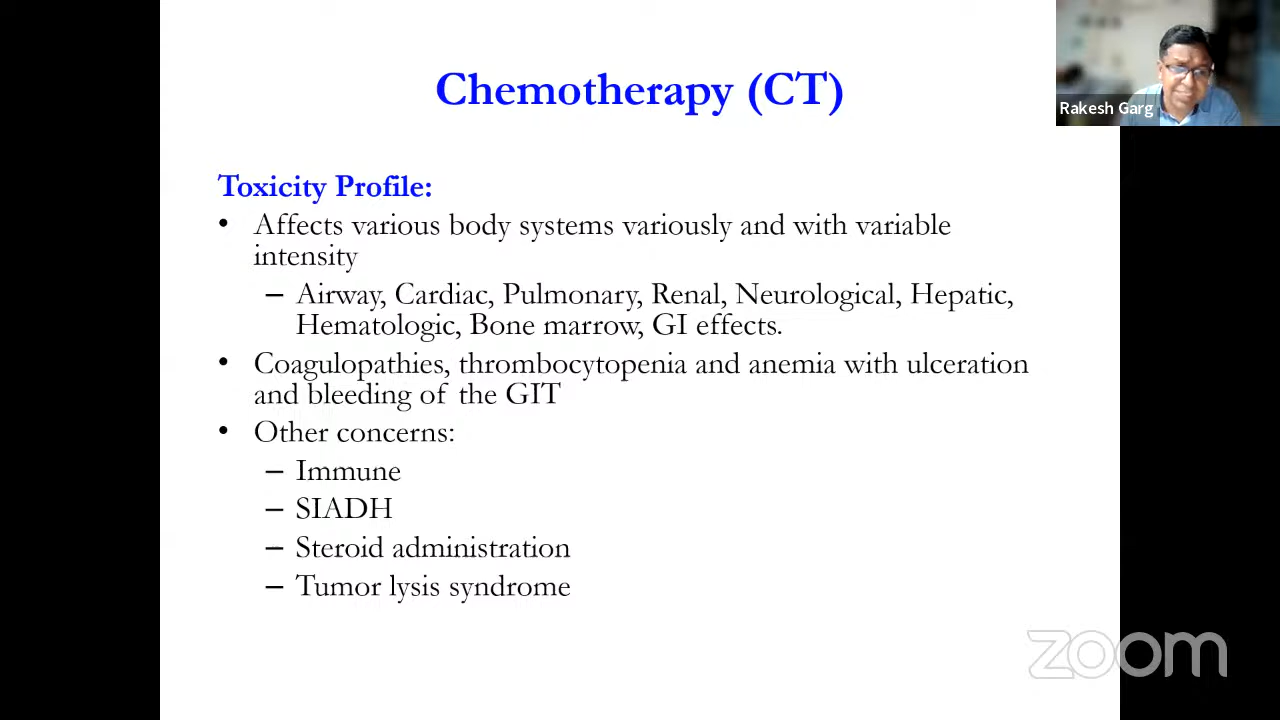 Chemotherapy (CT)
Rakesh Garg
Toxicity Profile:
• Affects various body systems variously and with variable
intensity
– Airway, Cardiac, Pulmonary, Renal, Neurological, Hepatic,
Hematologic, Bone marrow, GI effects.
• Coagulopathies, thrombocytopenia and anemia with ulceration
and bleeding of the GIT
• Other concerns:
– Immune
– SIADH
– Steroid administration
– Tumor lysis syndrome
zoom